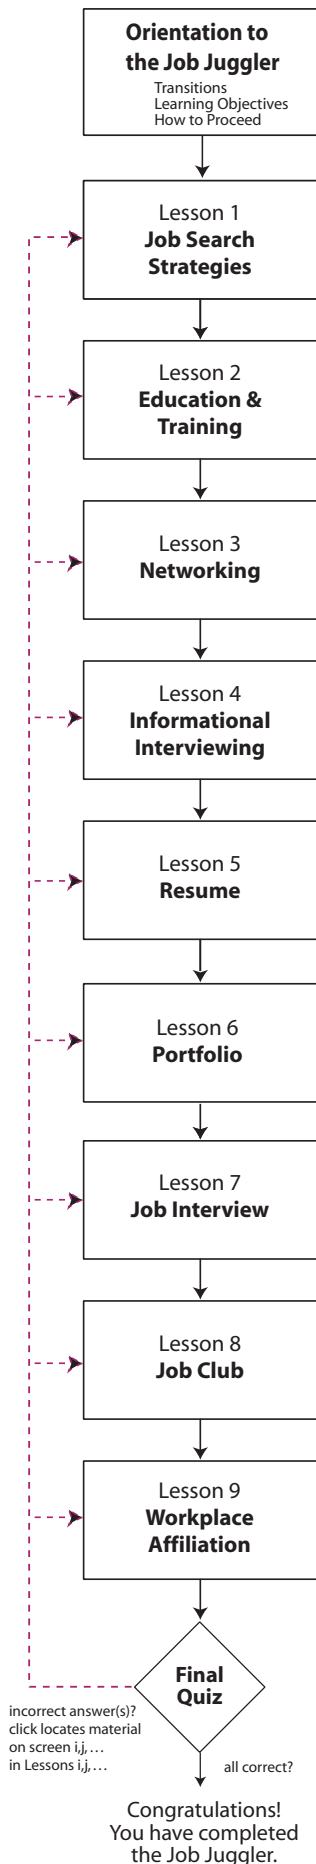 Orientation to
the Job Juggler
Transitions
Learning Objectives
How to Proceed
Lesson 1
Job Search
Strategies
Lesson 2
Education &
Training
Lesson 3
Networking
Lesson 4
Informational
Interviewing
Lesson 5
Resume
Lesson 6
Portfolio
Lesson 7
Job Interview
Lesson 8
Job Club
Lesson 9
Workplace
Affiliation
Final
Quiz
incorrect answer(s)?
click locates material
on screen i,j, . . .
in Lessons i,j, . . .
all correct?
Congratulations!
You have completed
the Job Juggler.